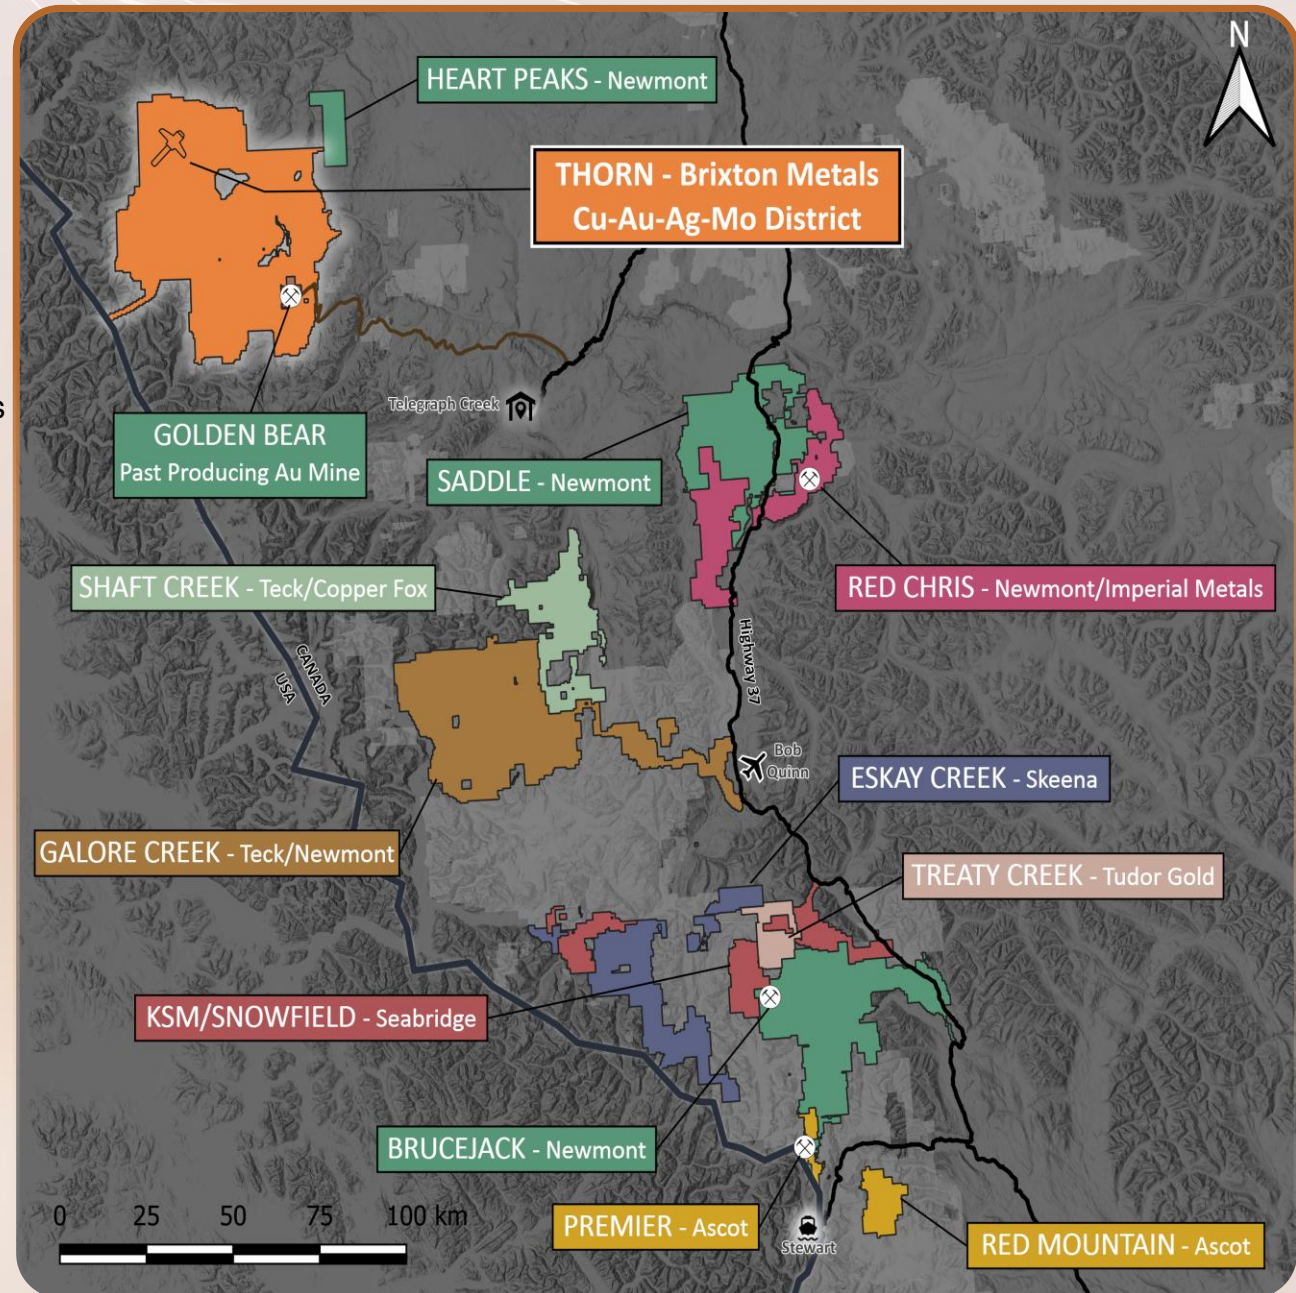 N
HEART PEAKS - Newmont
THORN - Brixton Metals
Cu-Au-Ag-Mo District
s
Telegraph Creek
GOLDEN BEAR
Past Producing Au Mine
SADDLE - Newmont
SHAFT CREEK - Teck/Copper Fox
RED CHRIS - Newmont/Imperial Metals
Highway 37
CANADA
USA
Bob
Quinn
ESKAY CREEK - Skeena
GALORE CREEK - Teck/Newmont
TREATY CREEK - Tudor Gold
KSM/SNOWFIELD - Seabridge
BRUCEJACK - Newmont
0 25 50 75 100 km
PREMIER - Ascot
Stewart
RED MOUNTAIN - Ascot